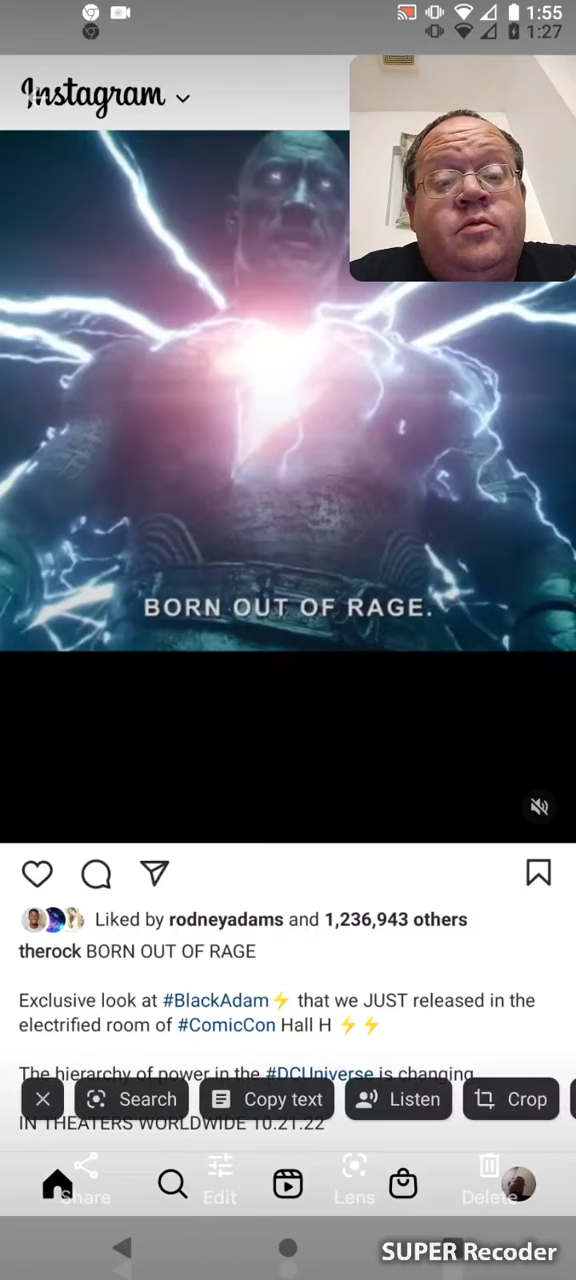 1:55
1:27
Instagram
BORN OUT OF RAGE.
Liked by rodneyadams and 1,236,943 others
therock BORN OUT OF RAGE
Exclusive look at #BlackAdam⚡ that we JUST released in the
electrified room of #ComicCon Hall H ⚡⚡
The hierarchy of power in the #DCUniverse is changing
Search Copy text Listen Crop
IN THEATERS WORLDWIDE 10.21.22
Share Edit Lens Delete
SUPER Recoder